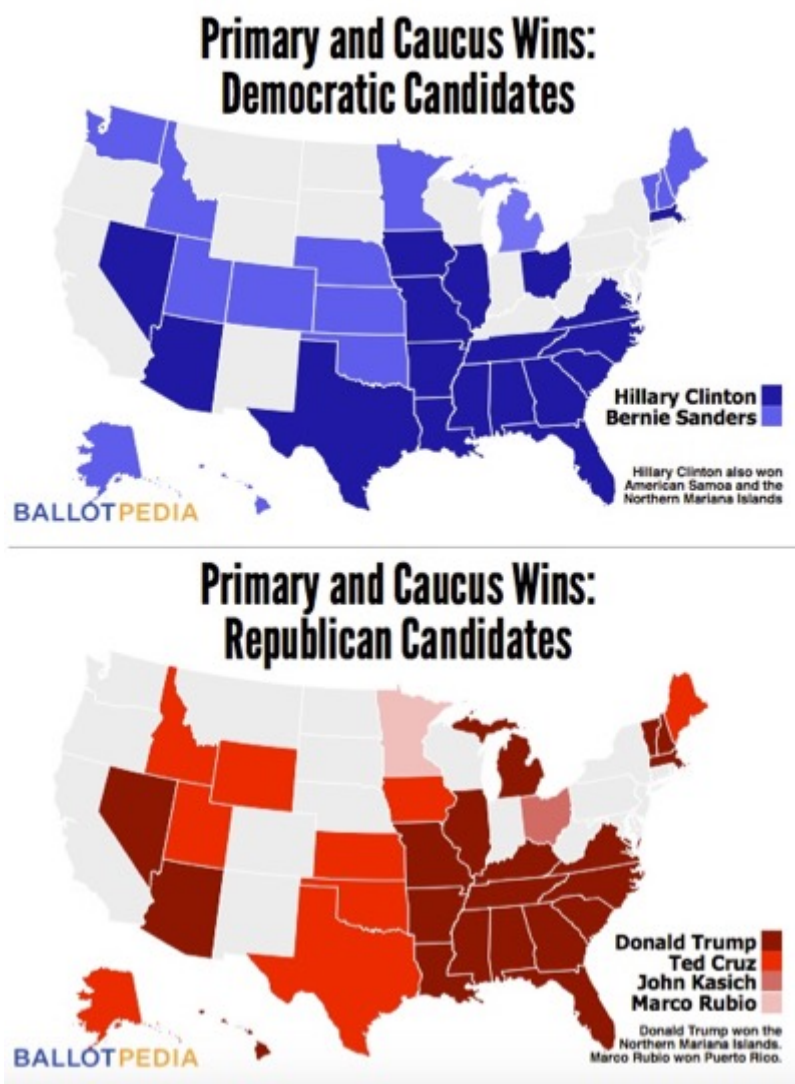 Primary and Caucus Wins:
Democratic Candidates
Hillary Clinton
Bernie Sanders
Hillary Clinton also won
American Samoa and the
Northern Mariana Islands
BALLOTPEDIA
Primary and Caucus Wins:
Republican Candidates
Donald Trump
Ted Cruz
John Kasich
Marco Rubio
Donald Trump won the
Northern Mariana Islands.
Marco Rubio won Puerto Rico.
BALLOTPEDIA